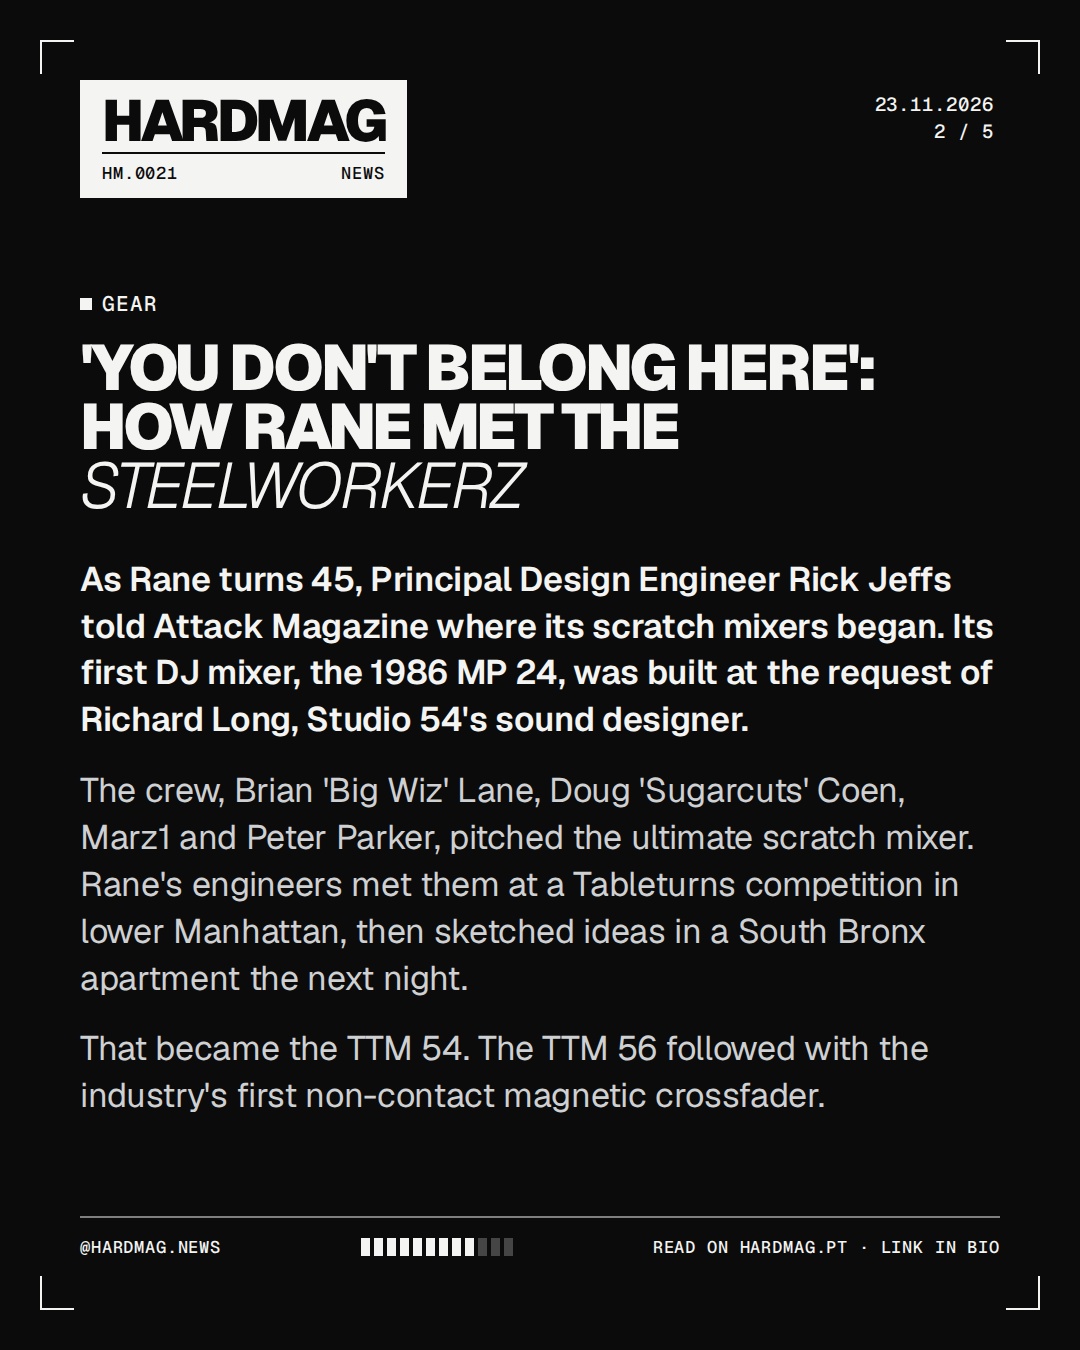 HARDMAG
HM.0021 NEWS
23.11.2026
2 / 5
GEAR
'YOU DON'T BELONG HERE':
HOW RANE MET THE
STEELWORKERZ
As Rane turns 45, Principal Design Engineer Rick Jeffs
told Attack Magazine where its scratch mixers began. Its
first DJ mixer, the 1986 MP 24, was built at the request of
Richard Long, Studio 54's sound designer.
The crew, Brian 'Big Wiz' Lane, Doug 'Sugarcuts' Coen,
Marz1 and Peter Parker, pitched the ultimate scratch mixer.
Rane's engineers met them at a Tableturns competition in
lower Manhattan, then sketched ideas in a South Bronx
apartment the next night.
That became the TTM 54. The TTM 56 followed with the
industry's first non-contact magnetic crossfader.
@HARDMAG.NEWS
READ ON HARDMAG.PT · LINK IN BIO